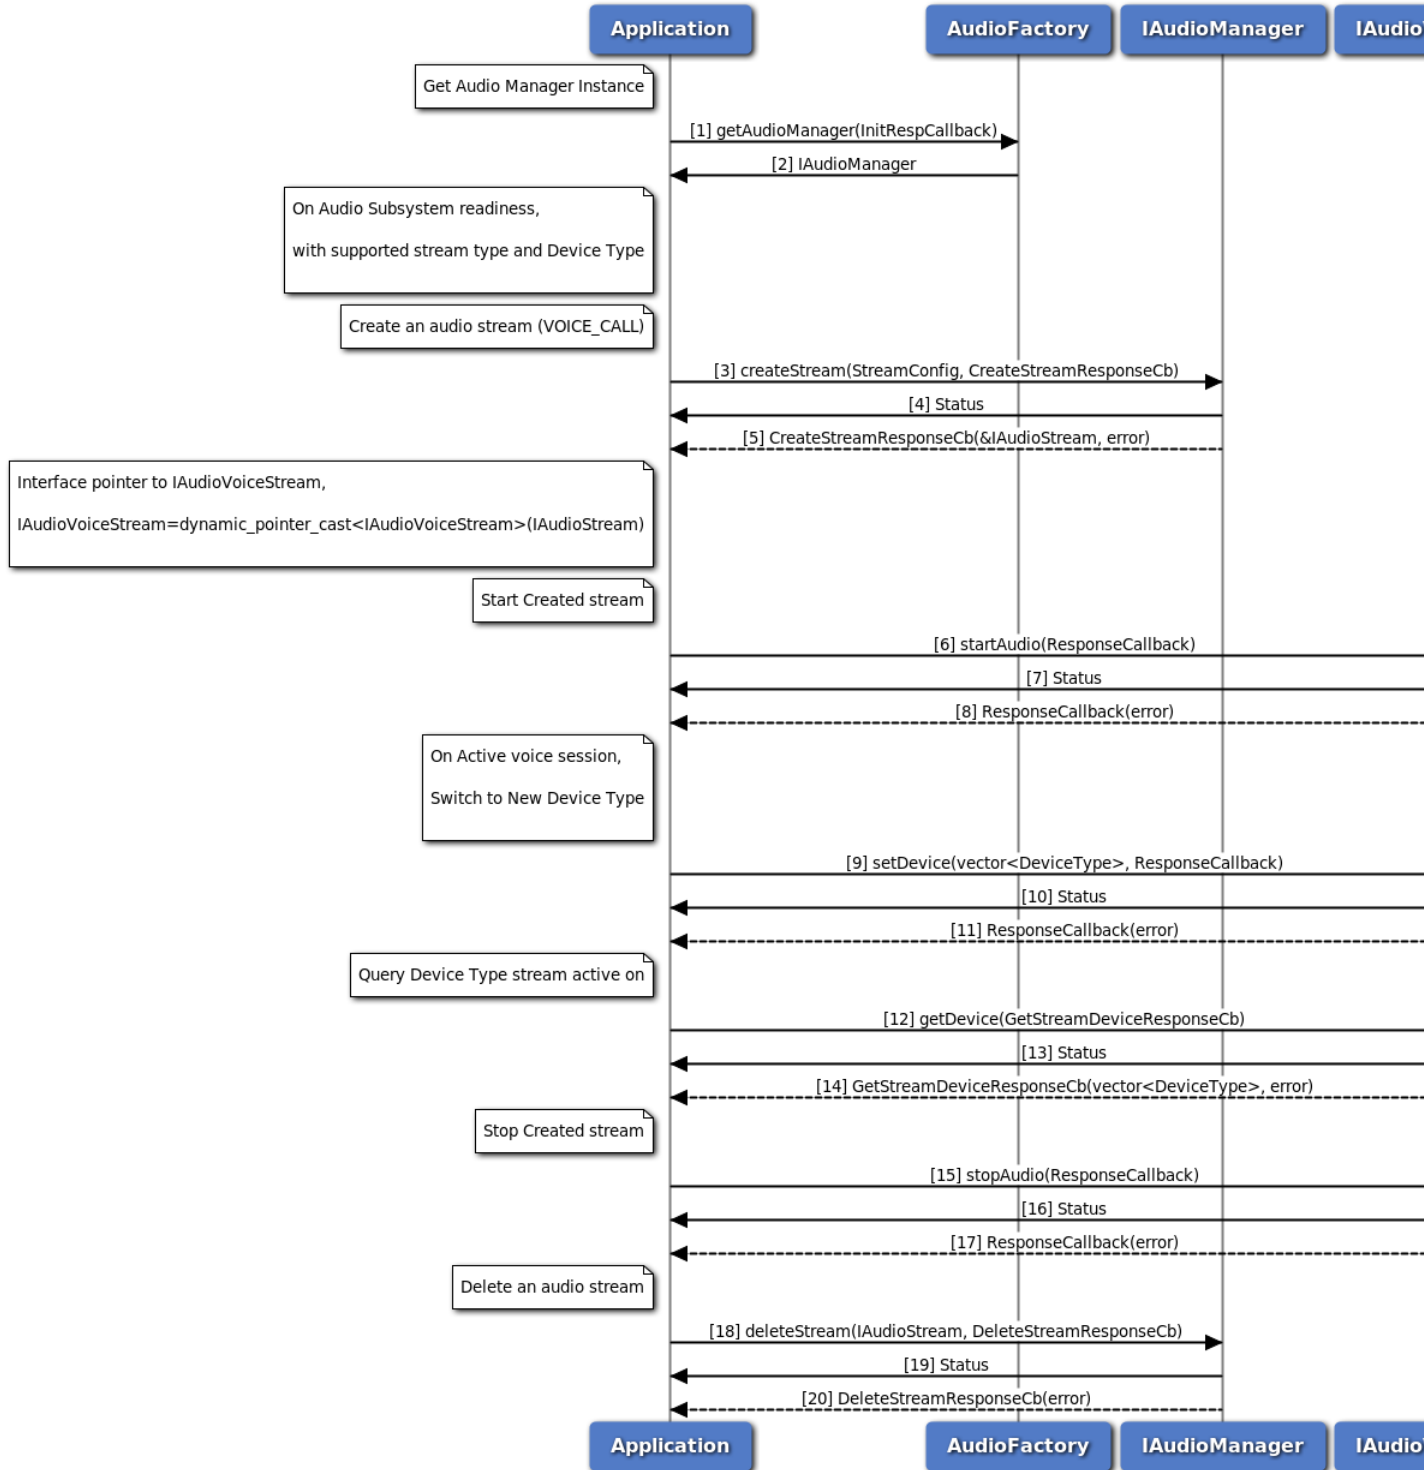 Application
AudioFactory
IAudioManager
IAudio
Get Audio Manager Instance
[1] getAudioManager(InitRespCallback)
[2] IAudioManager
On Audio Subsystem readiness,
with supported stream type and Device Type
Create an audio stream (VOICE_CALL)
[3] createStream(StreamConfig, CreateStreamResponseCb)
[4] Status
[5] CreateStreamResponseCb(&IAudioStream, error)
Interface pointer to IAudioVoiceStream,
IAudioVoiceStream=dynamic_pointer_cast<IAudioVoiceStream>(IAudioStream)
Start Created stream
[6] startAudio(ResponseCallback)
[7] Status
[8] ResponseCallback(error)
On Active voice session,
Switch to New Device Type
[9] setDevice(vector<DeviceType>, ResponseCallback)
[10] Status
[11] ResponseCallback(error)
Query Device Type stream active on
[12] getDevice(GetStreamDeviceResponseCb)
[13] Status
[14] GetStreamDeviceResponseCb(vector<DeviceType>, error)
Stop Created stream
[15] stopAudio(ResponseCallback)
[16] Status
[17] ResponseCallback(error)
Delete an audio stream
[18] deleteStream(IAudioStream, DeleteStreamResponseCb)
[19] Status
[20] DeleteStreamResponseCb(error)
Application
AudioFactory
IAudioManager
IAudio